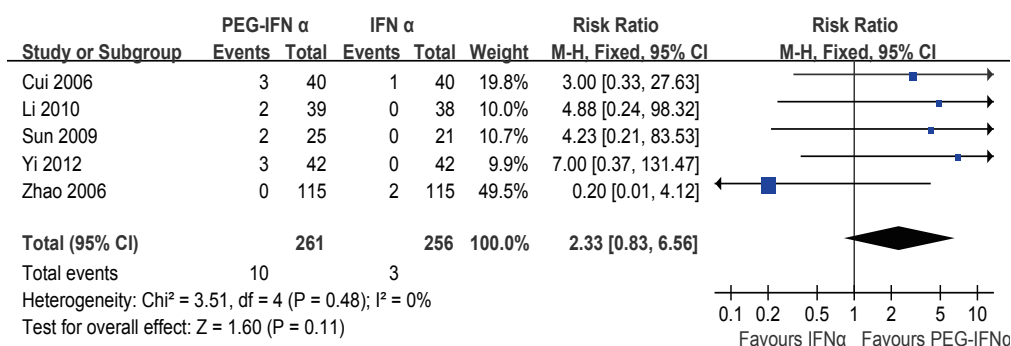 PEG-IFN α IFN α Risk Ratio Risk Ratio
Study or Subgroup Events Total Events Total Weight M-H, Fixed, 95% CI M-H, Fixed, 95% CI
Cui 2006 3 40 1 40 19.8% 3.00 [0.33, 27.63]
Li 2010 2 39 0 38 10.0% 4.88 [0.24, 98.32]
Sun 2009 2 25 0 21 10.7% 4.23 [0.21, 83.53]
Yi 2012 3 42 0 42 9.9% 7.00 [0.37, 131.47]
Zhao 2006 0 115 2 115 49.5% 0.20 [0.01, 4.12]
Total (95% CI) 261 256 100.0% 2.33 [0.83, 6.56]
Total events 10 3
Heterogeneity: Chi² = 3.51, df = 4 (P = 0.48); I² = 0%
Test for overall effect: Z = 1.60 (P = 0.11)
0.1 0.2 0.5 1 2 5 10
Favours IFNα Favours PEG-IFNα